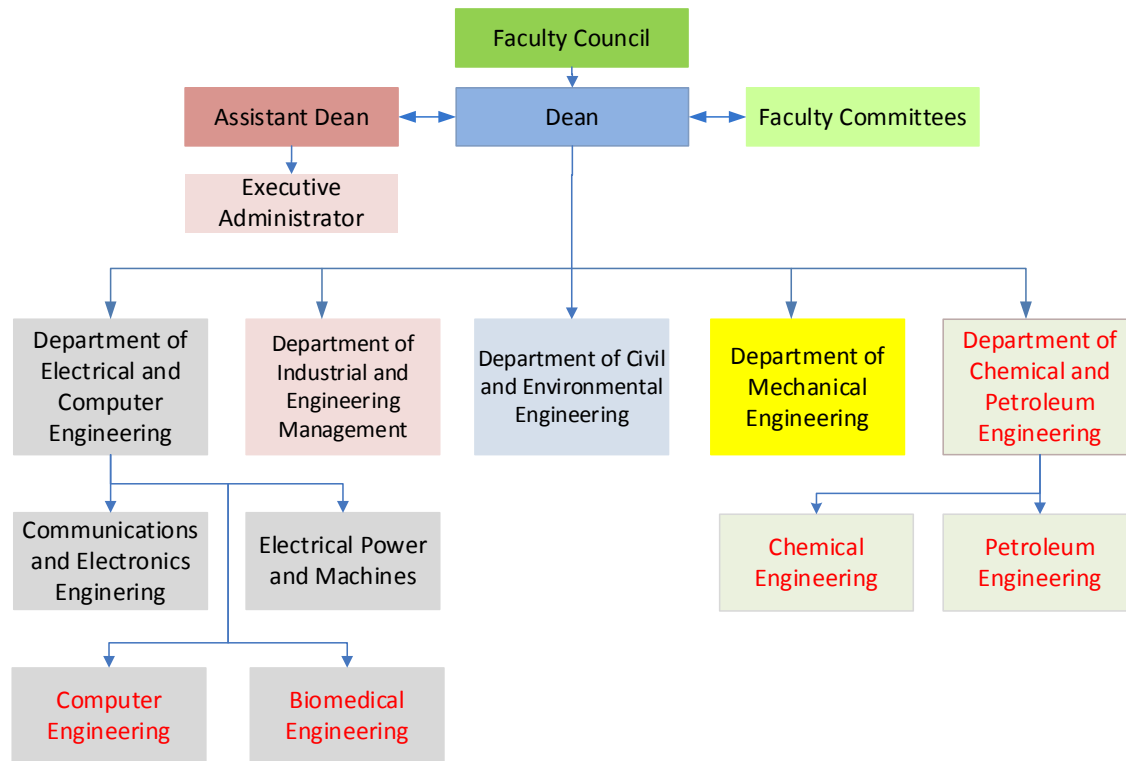 Faculty Council
Assistant Dean
Dean
Faculty Committees
Executive
Administrator
Department of
Electrical and
Computer
Engineering
Department of
Industrial and
Engineering
Management
Department of Civil
and Environmental
Engineering
Department of
Mechanical
Engineering
Department of
Chemical and
Petroleum
Engineering
Communications
and Electronics
Enginering
Electrical Power
and Machines
Chemical
Engineering
Petroleum
Engineering
Computer
Engineering
Biomedical
Engineering